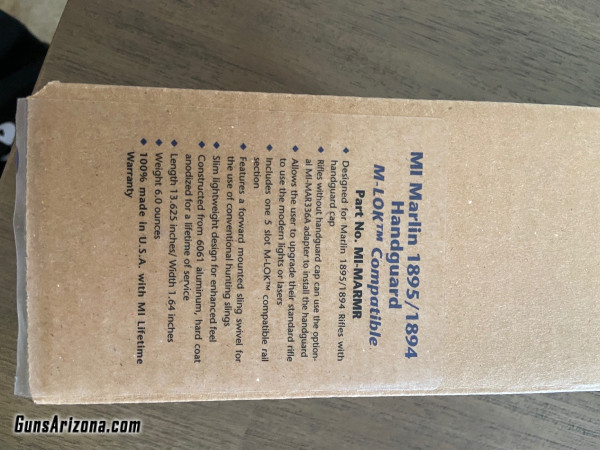 MI Marlin 1895/1894
Handguard
M-LOK™ Compatible
Part No. MI-MARMR
◆ Designed for Marlin 1895/1894 Rifles with
handguard cap
◆ Rifles without handguard cap can use the option-
al MI-MAR336A adapter to install the handguard
◆ Allows the user to upgrade their standard rifle
to use the modern lights or lasers
◆ Includes one 5 slot M-LOK™ compatible rail
section
◆ Features a forward mounted sling swivel for
the use of conventional hunting slings
◆ Slim lightweight design for enhanced feel
◆ Constructed from 6061 aluminum, hard coat
anodized for a lifetime of service
◆ Length 13.625 inches/ Width 1.64 inches
◆ Weight 6.0 ounces
◆ 100% made in U.S.A. with MI Lifetime
Warranty
GunsArizona.com